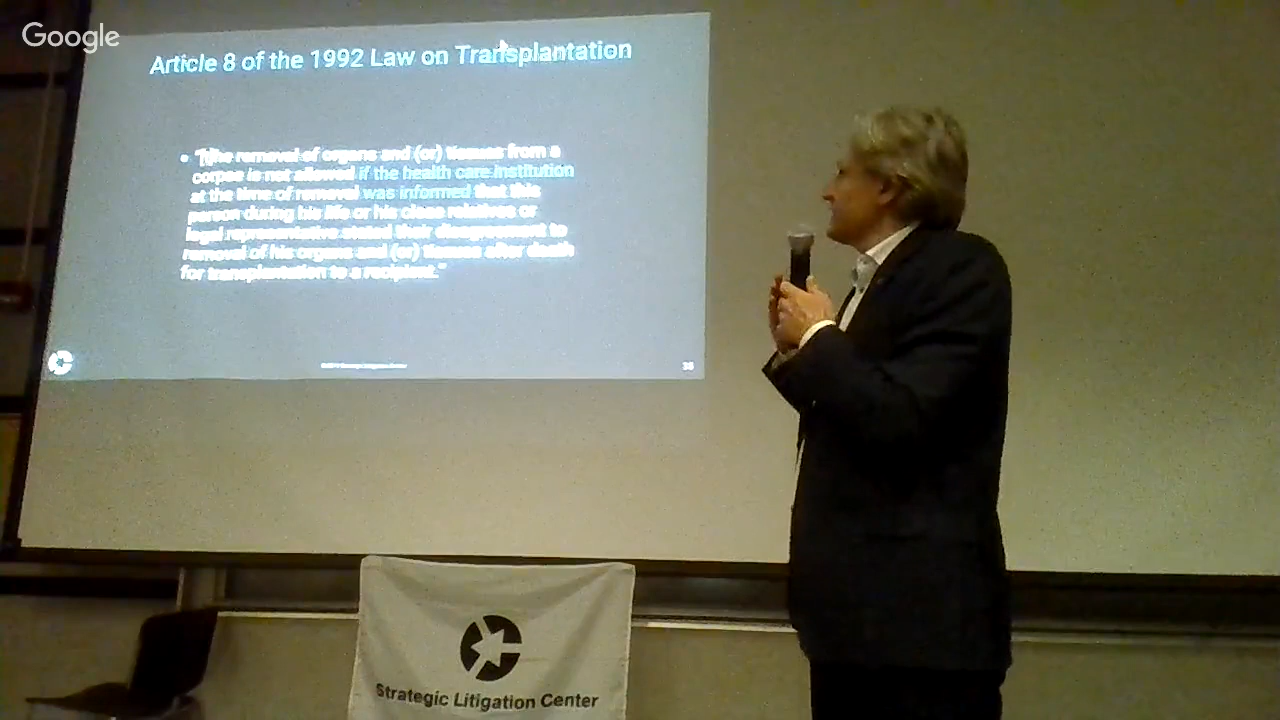 Google
Article 8 of the 1992 Law on Transplantation
• "[t]he removal of organs and (or) tissues from a
corpse is not allowed if the health care institution
at the time of removal was informed that this
person during his life or his close relatives or
legal representative stated their disagreement to
removal of his organs and (or) tissues after death
for transplantation to a recipient."
Strategic Litigation Center